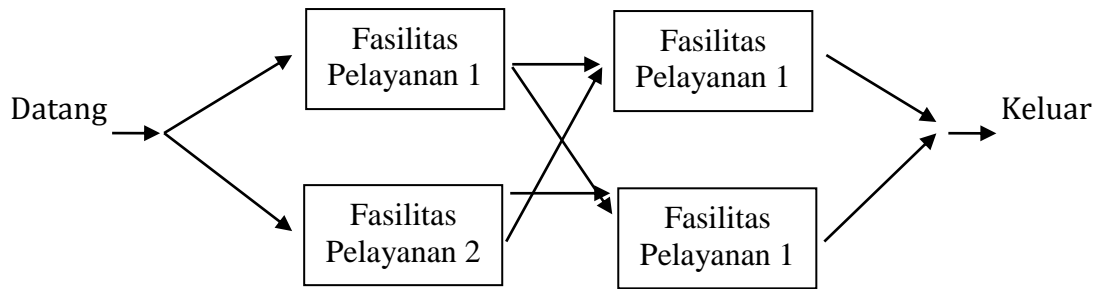 Datang
Fasilitas
Pelayanan 1
Fasilitas
Pelayanan 2
Fasilitas
Pelayanan 1
Fasilitas
Pelayanan 1
Keluar